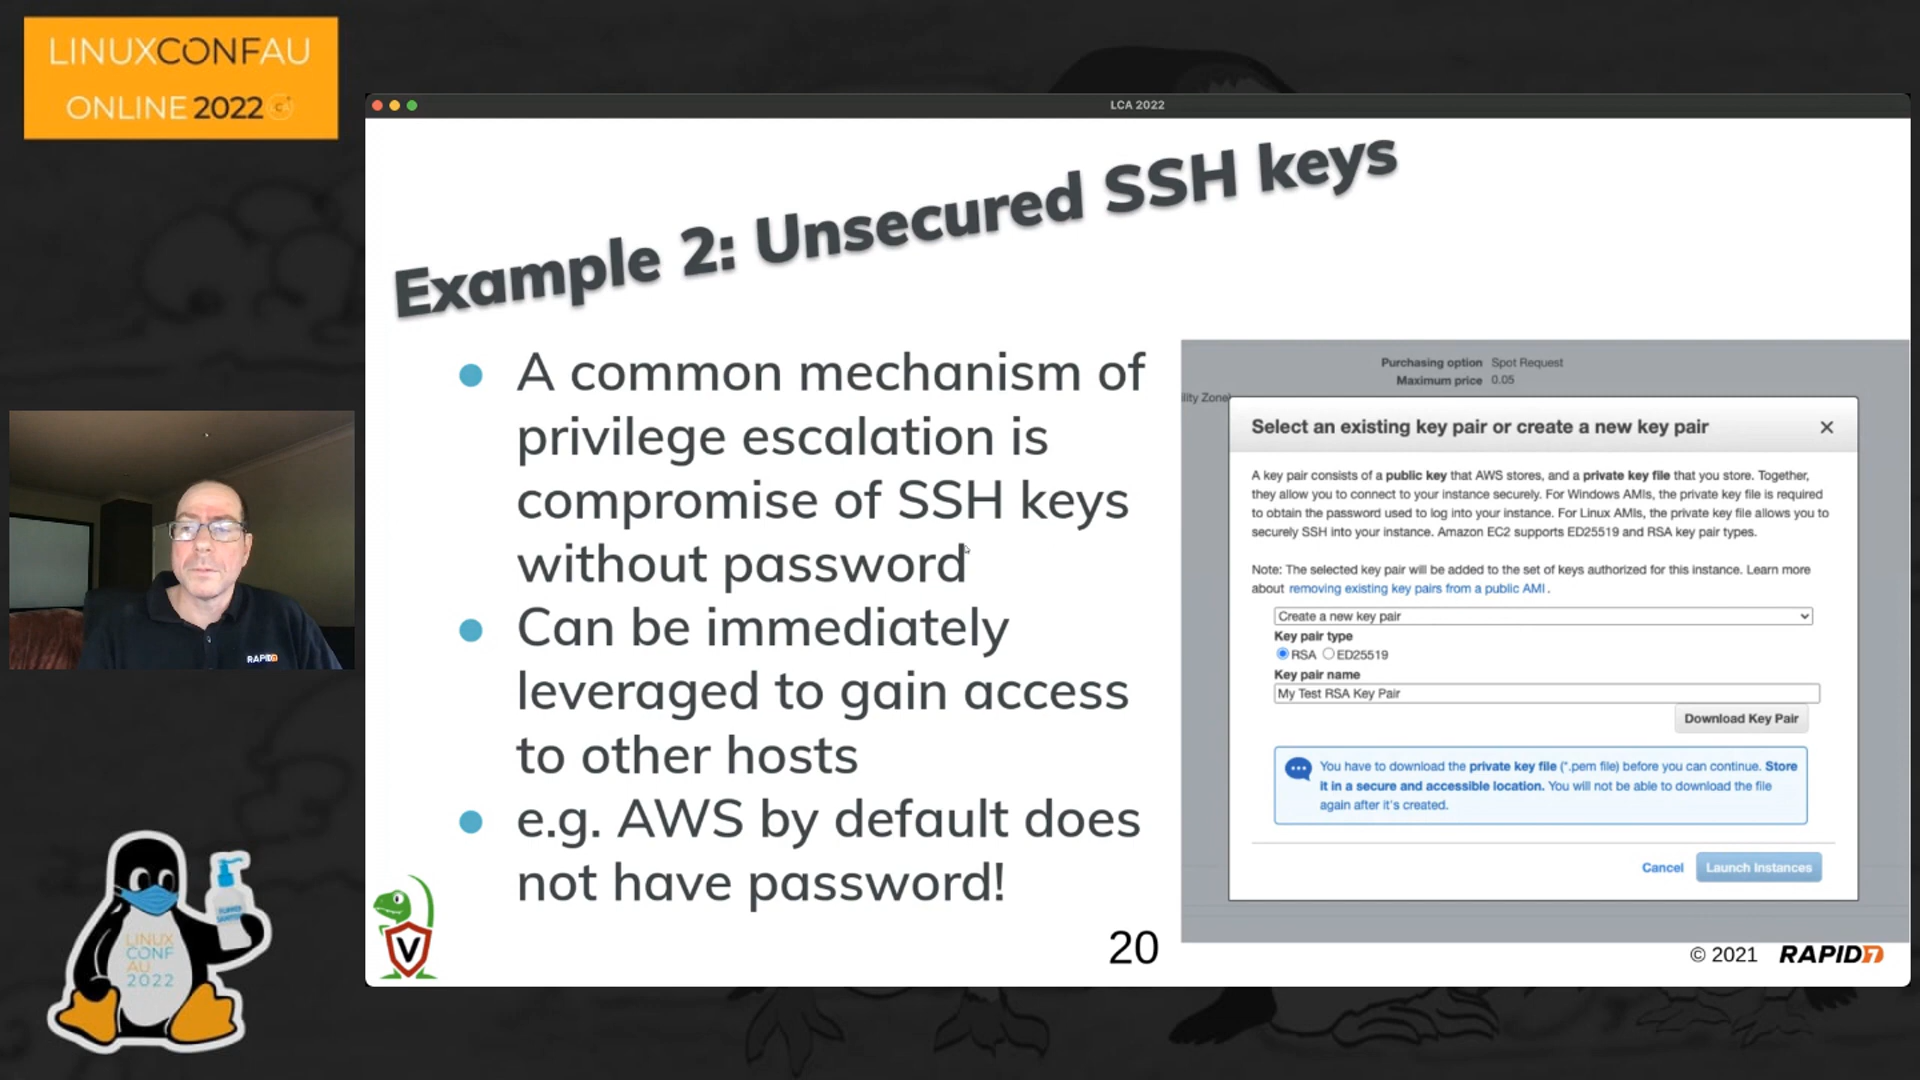 LINUXCONFAU
ONLINE 2022
LCA 2022
Example 2: Unsecured SSH keys
A common mechanism of
privilege escalation is
compromise of SSH keys
without password
Can be immediately
leveraged to gain access
to other hosts
e.g. AWS by default does
not have password!
Purchasing option Spot Request
Maximum price 0.05
ility Zone)
Select an existing key pair or create a new key pair
A key pair consists of a public key that AWS stores, and a private key file that you store. Together,
they allow you to connect to your instance securely. For Windows AMIs, the private key file is required
to obtain the password used to log into your instance. For Linux AMIs, the private key file allows you to
securely SSH into your instance. Amazon EC2 supports ED25519 and RSA key pair types.
Note: The selected key pair will be added to the set of keys authorized for this instance. Learn more
about removing existing key pairs from a public AMI .
Create a new key pair
Key pair type
RSA ED25519
Key pair name
My Test RSA Key Pair
Download Key Pair
You have to download the private key file (*.pem file) before you can continue. Store
it in a secure and accessible location. You will not be able to download the file
again after it's created.
Cancel Launch Instances
V
20
© 2021 RAPID7
RAPID7
LINUX
CONF
AU
2022